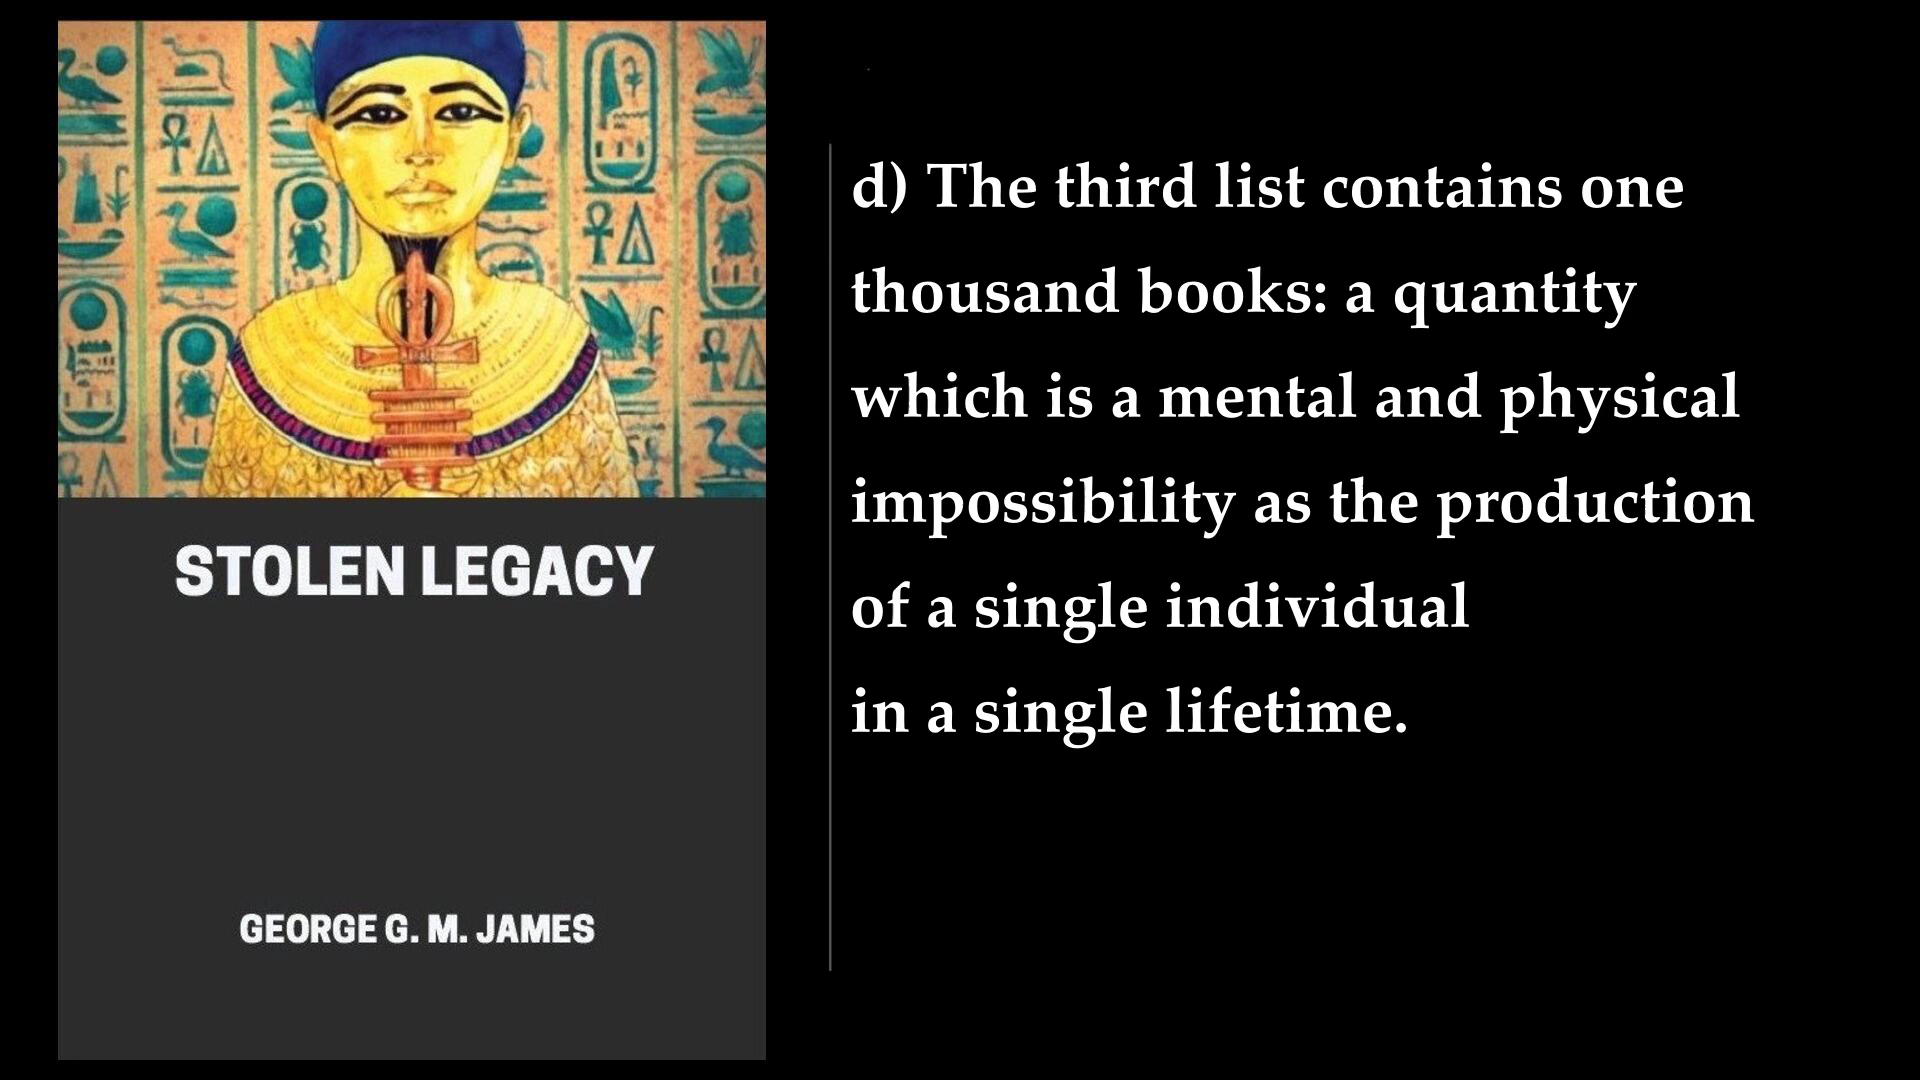 STOLEN LEGACY
GEORGE G. M. JAMES
d) The third list contains one
thousand books: a quantity
which is a mental and physical
impossibility as the production
of a single individual
in a single lifetime.